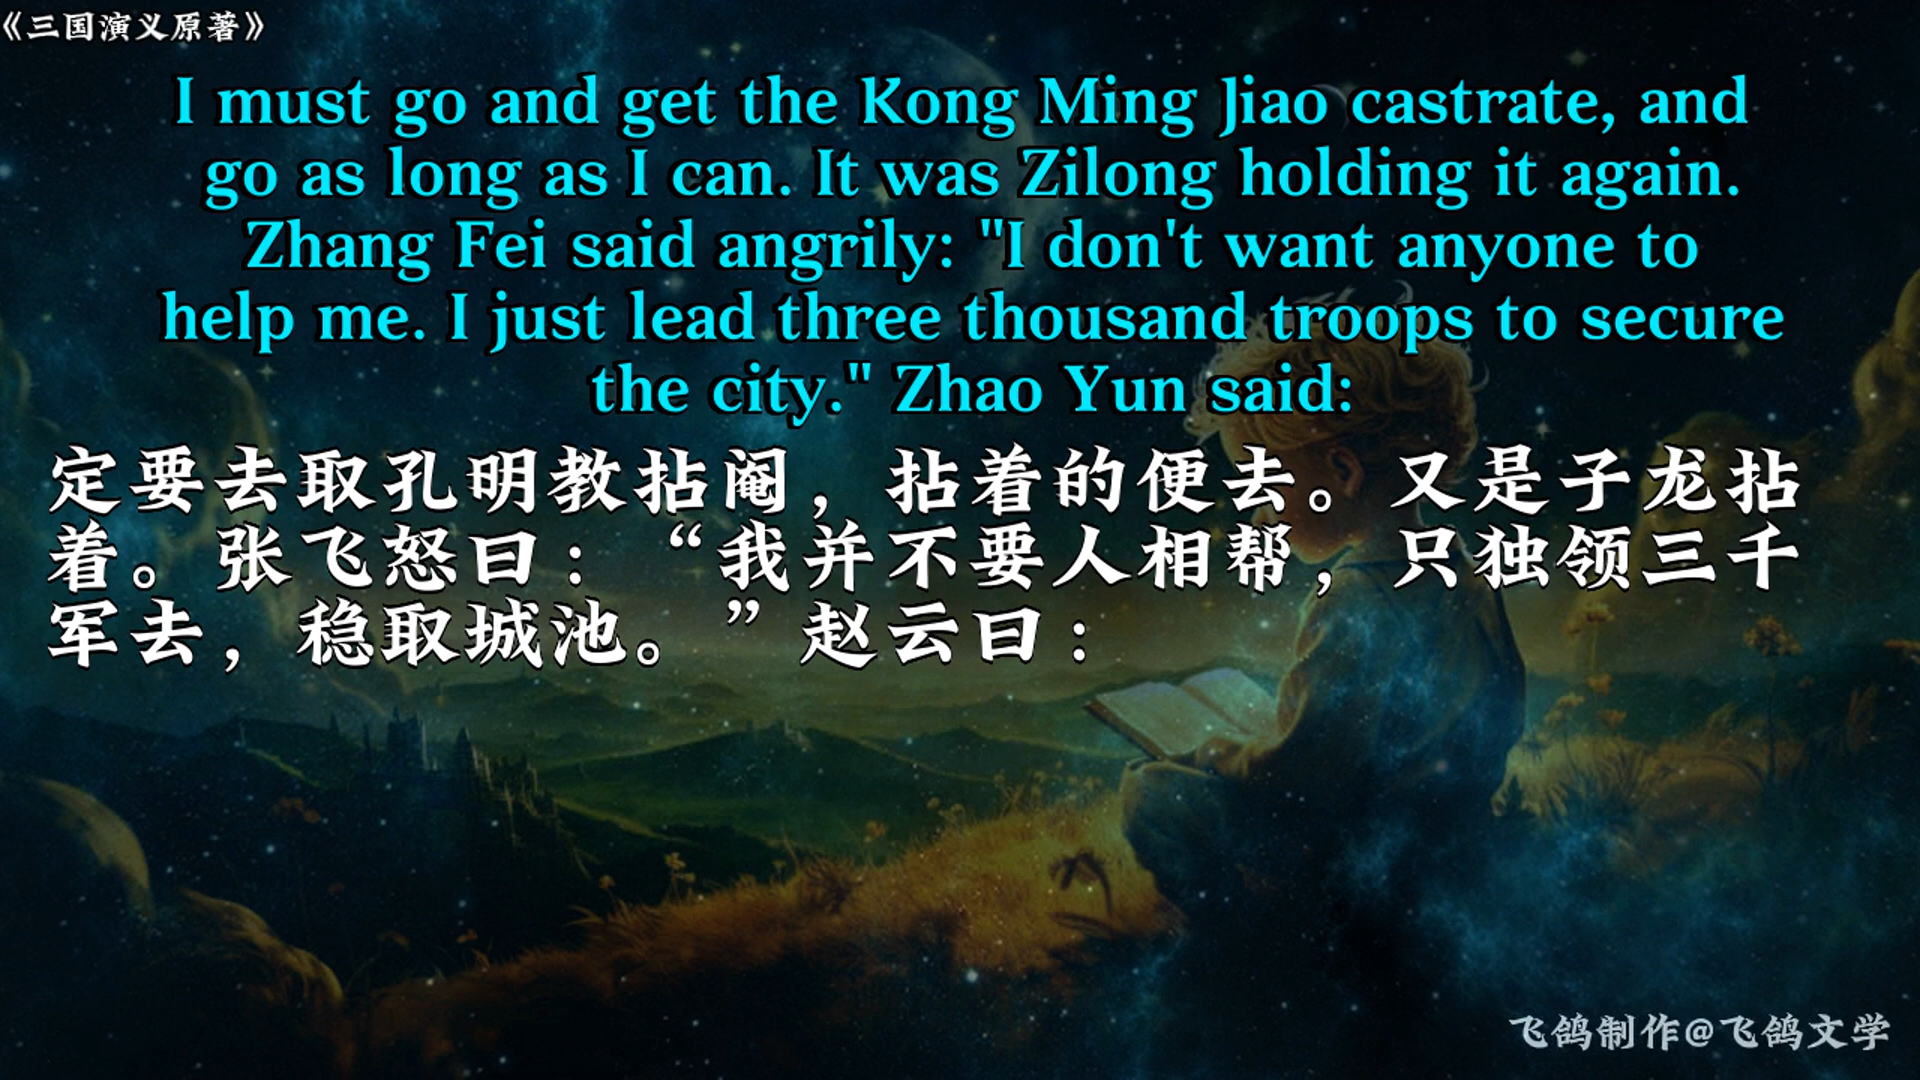 《三国演义原著》
I must go and get the Kong Ming Jiao castrate, and
go as long as I can. It was Zilong holding it again.
Zhang Fei said angrily: "I don't want anyone to
help me. I just lead three thousand troops to secure
the city." Zhao Yun said:
定要去取孔明教拈阉，拈着的便去。又是子龙拈
着。张飞怒曰：“我并不要人相帮，只独领三千
军去，稳取城池。”赵云曰：
飞鸽制作@飞鸽文学